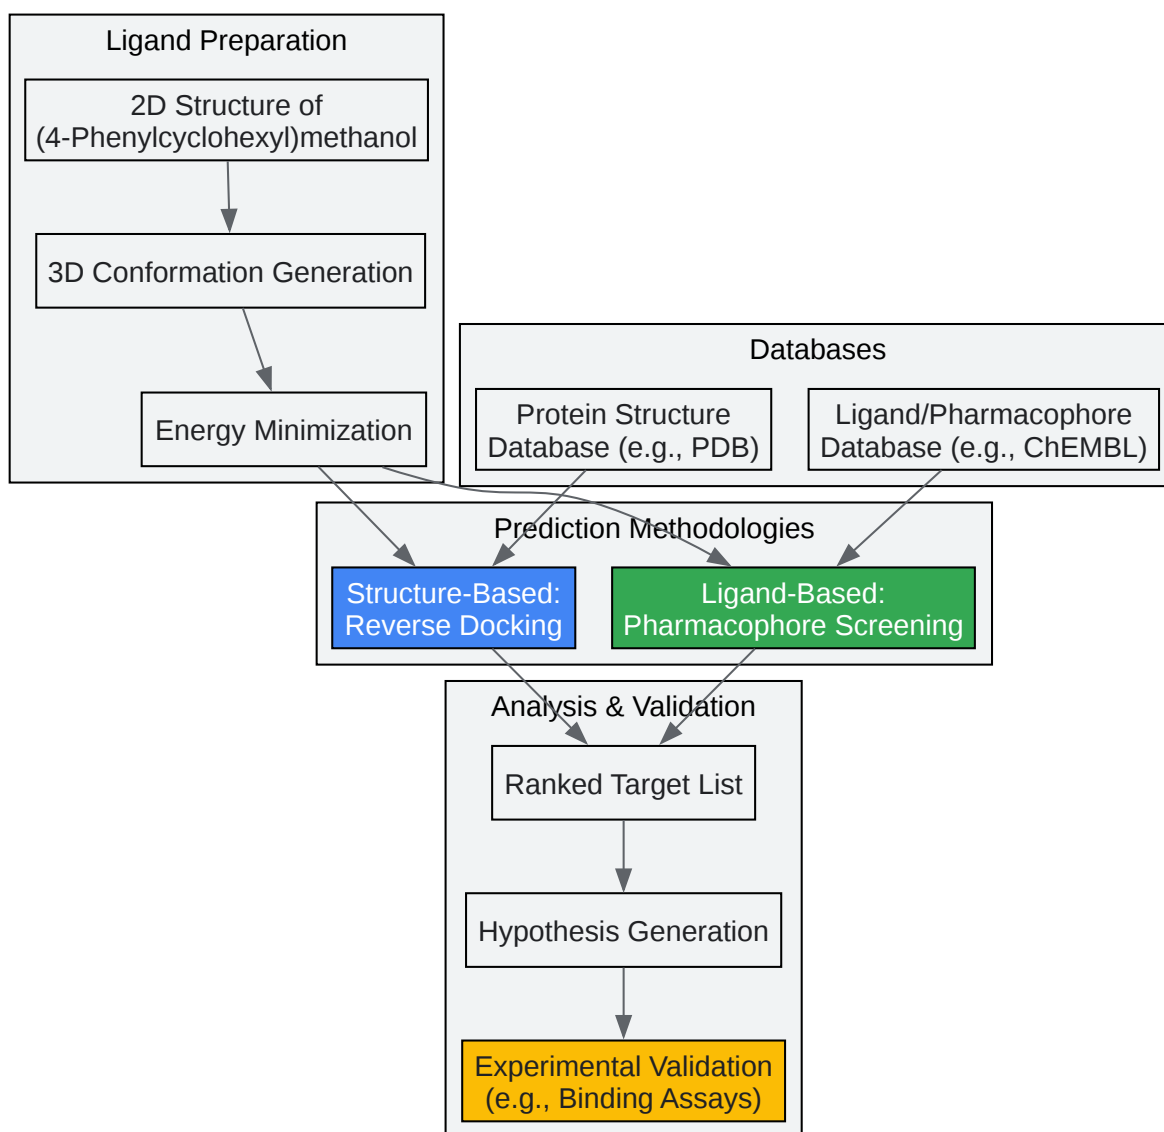 Ligand Preparation
2D Structure of
(4-Phenylcyclohexyl)methanol
3D Conformation Generation
Energy Minimization
Databases
Protein Structure
Database (e.g., PDB)
Ligand/Pharmacophore
Database (e.g., ChEMBL)
Prediction Methodologies
Structure-Based:
Reverse Docking
Ligand-Based:
Pharmacophore Screening
Analysis & Validation
Ranked Target List
Hypothesis Generation
Experimental Validation
(e.g., Binding Assays)